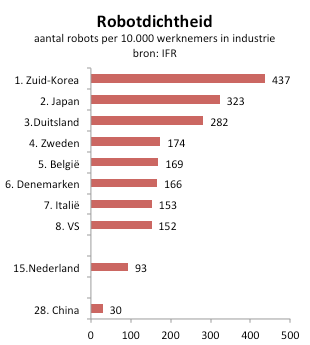 Robotdichtheid
aantal robots per 10.000 werknemers in industrie
bron: IFR
1. Zuid-Korea 437
2. Japan 323
3.Duitsland 282
4. Zweden 174
5. België 169
6. Denemarken 166
7. Italië 153
8. VS 152
15.Nederland 93
28. China 30
0 100 200 300 400 500